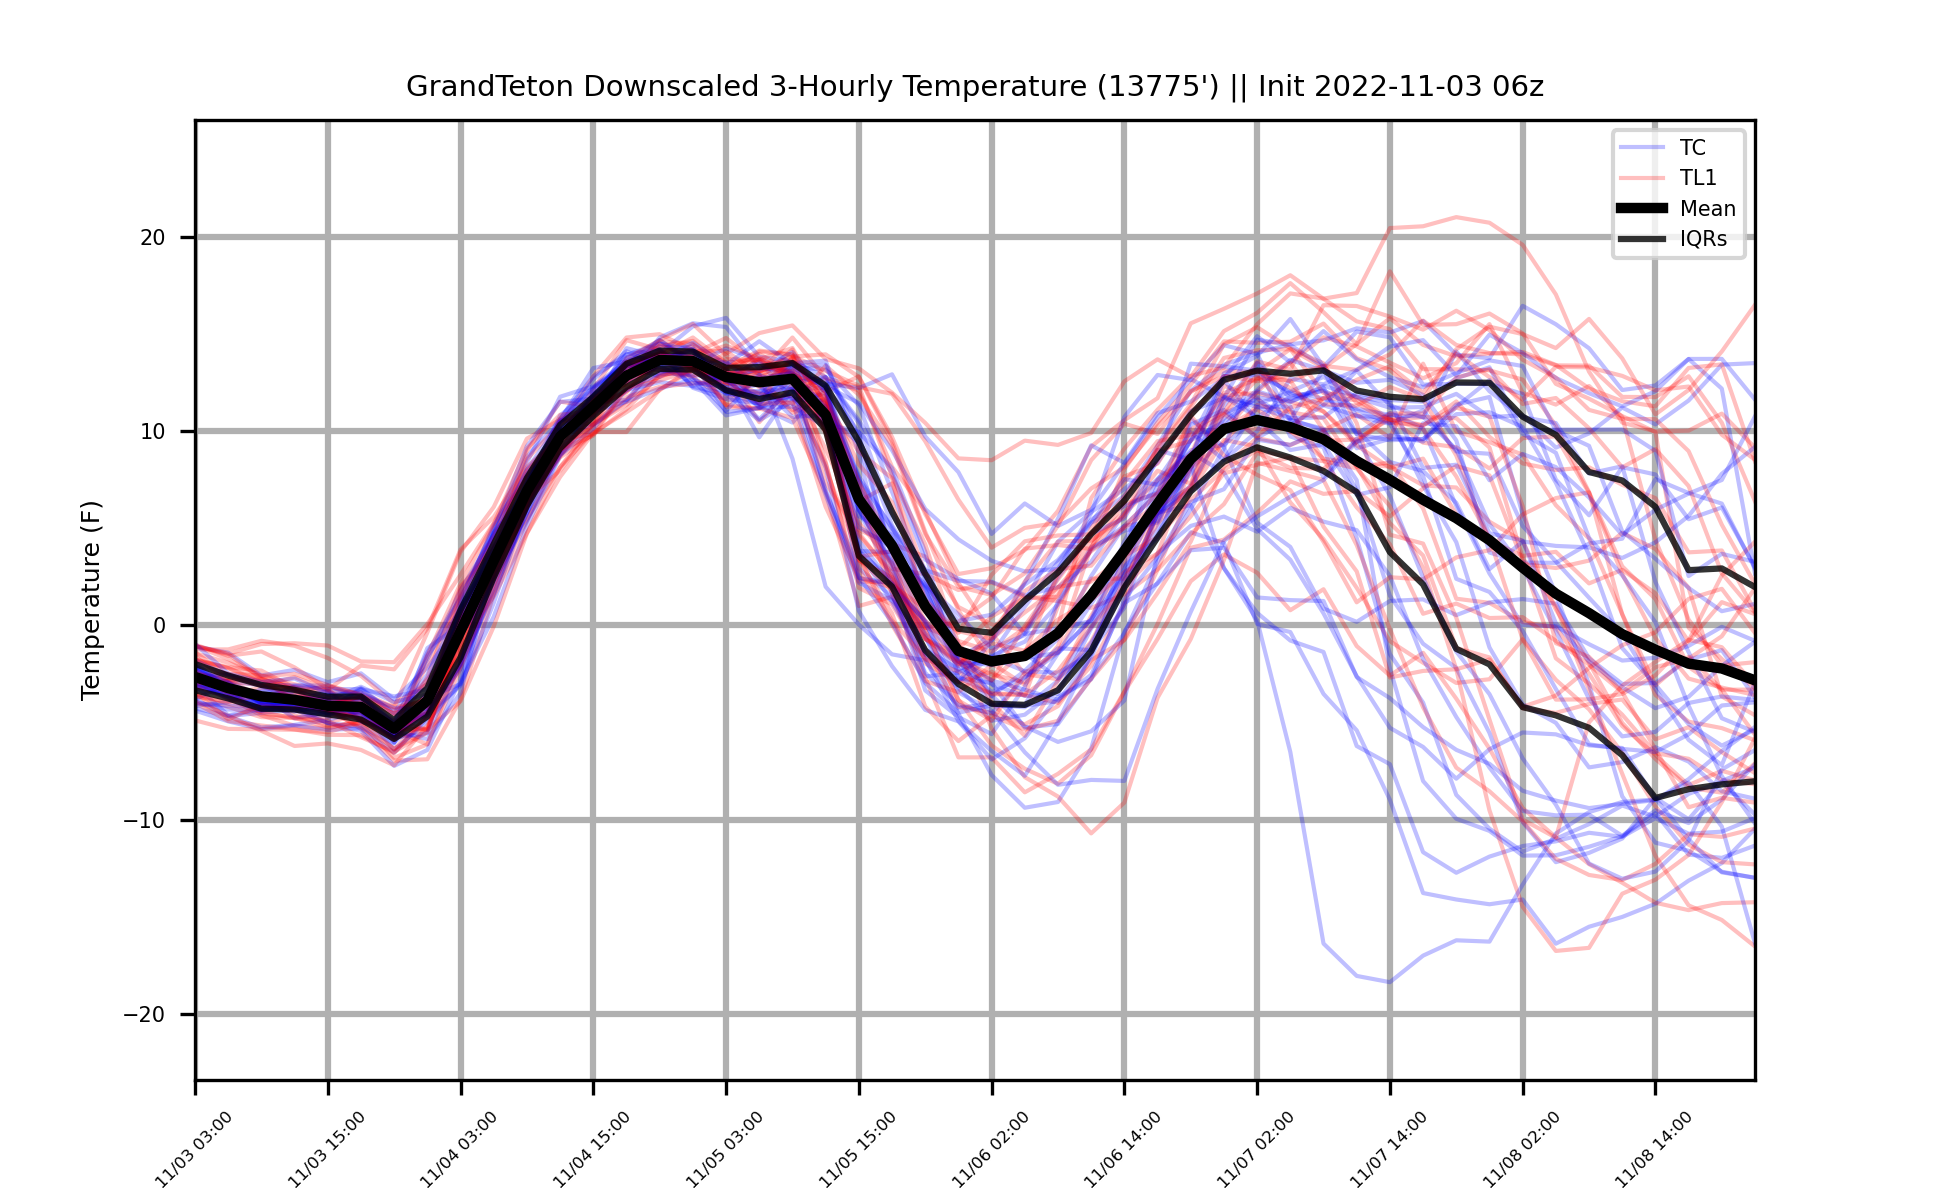 GrandTeton Downscaled 3-Hourly Temperature (13775') || Init 2022-11-03 06z
TC
TL1
Mean
IQRs
Temperature (F)
20
10
0
−10
−20
11/03 03:00
11/03 15:00
11/04 03:00
11/04 15:00
11/05 03:00
11/05 15:00
11/06 02:00
11/06 14:00
11/07 02:00
11/07 14:00
11/08 02:00
11/08 14:00